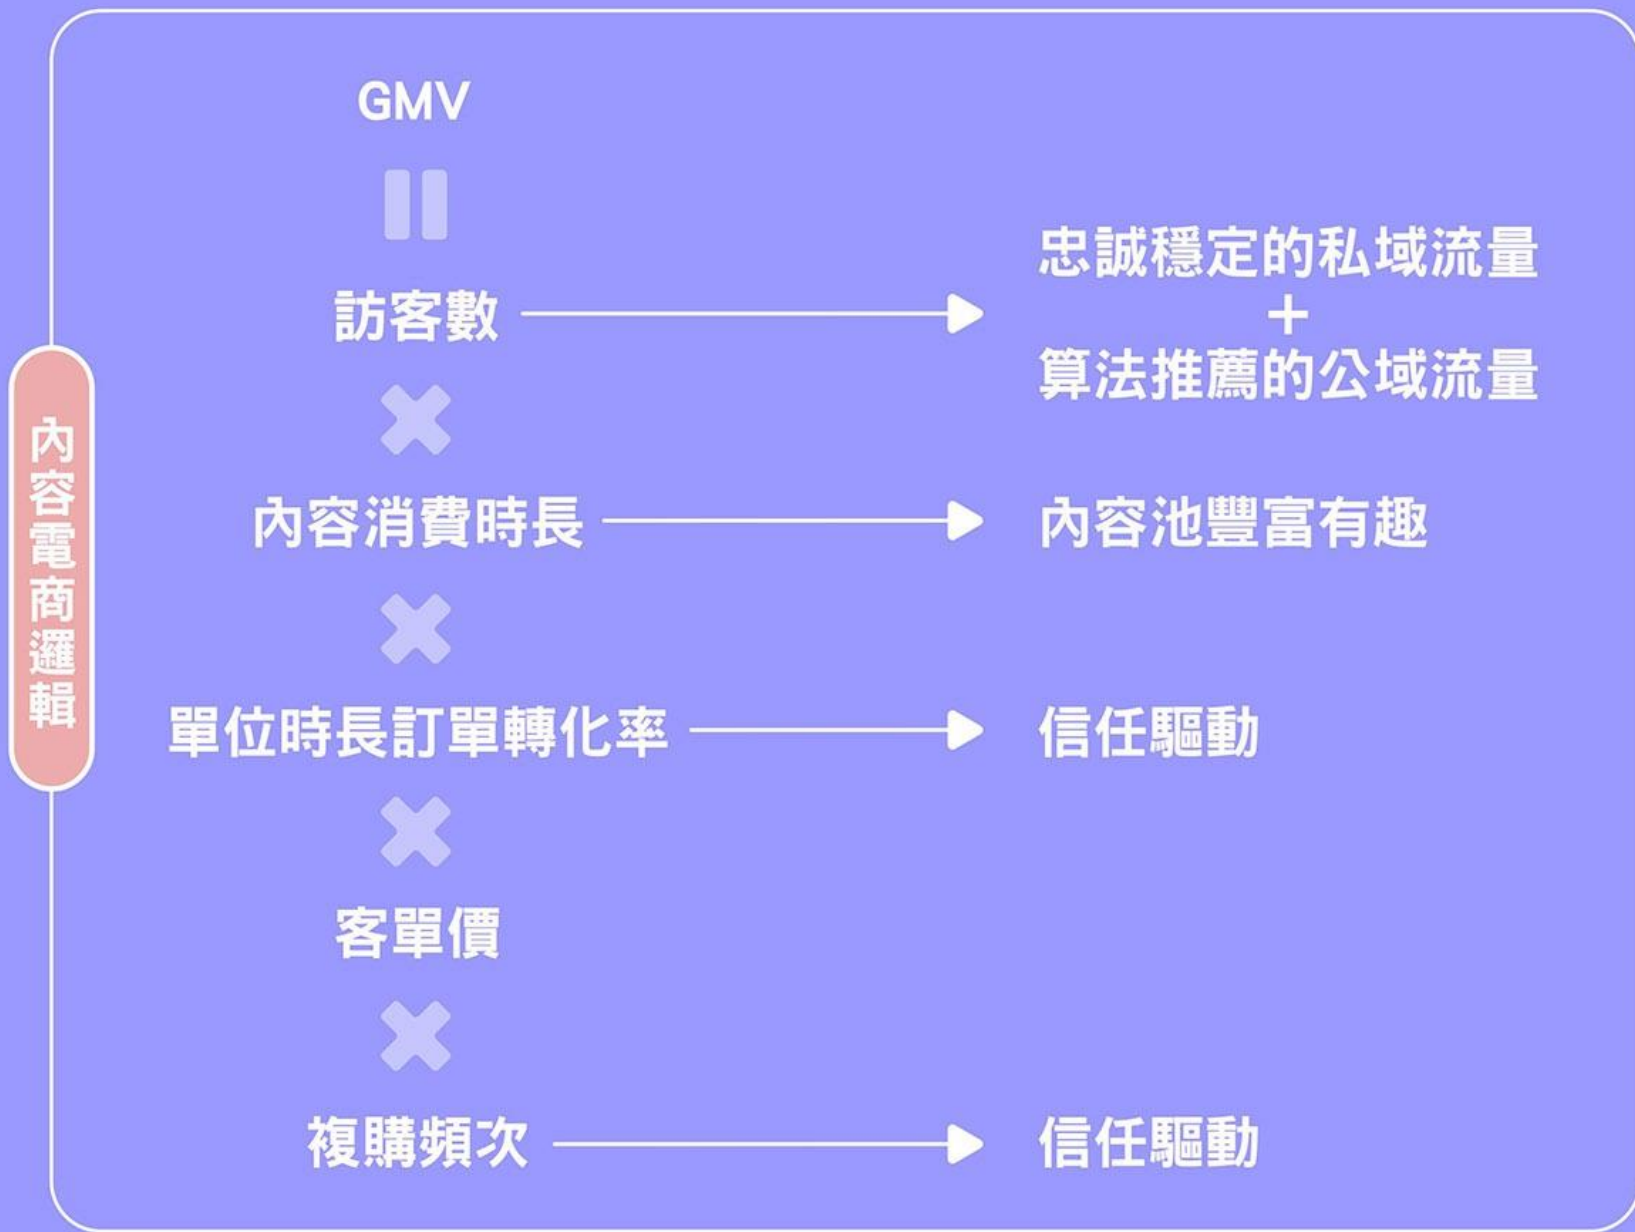 內容電商邏輯
GMV
訪客數
忠誠穩定的私域流量
+
算法推薦的公域流量
內容消費時長
內容池豐富有趣
單位時長訂單轉化率
信任驅動
客單價
複購頻次
信任驅動